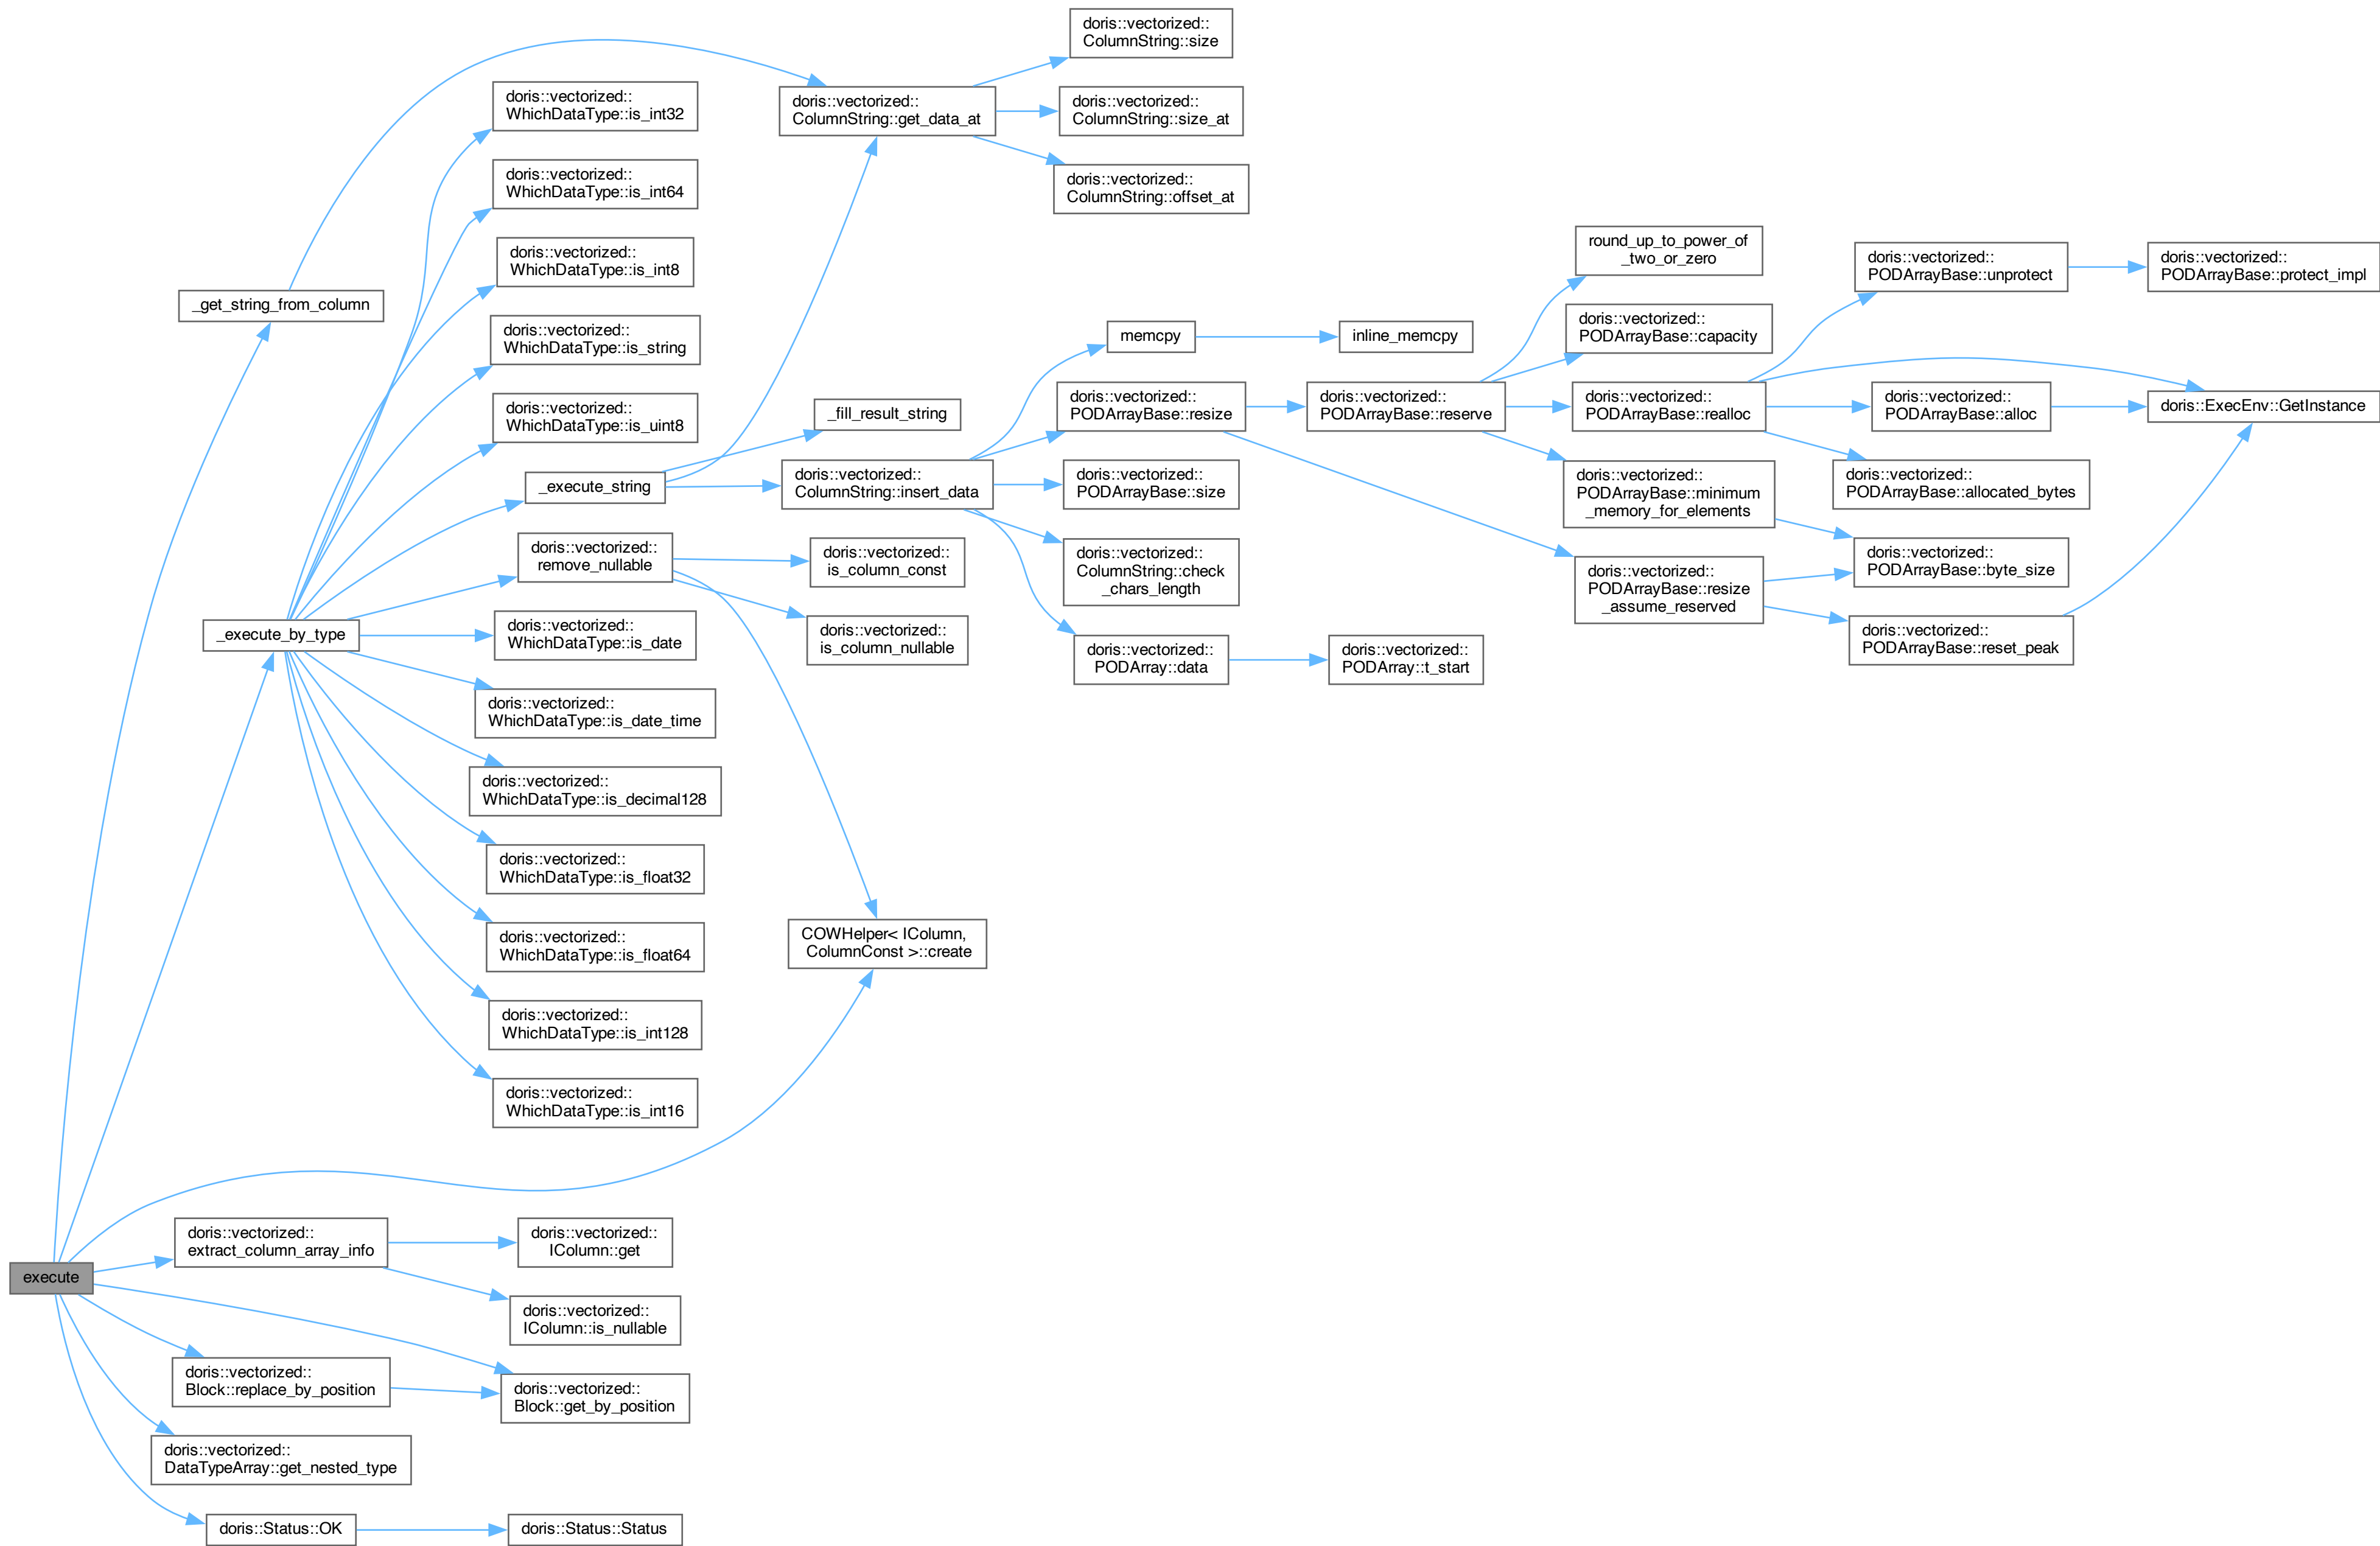 doris::vectorized::
ColumnString::size
doris::vectorized::
WhichDataType::is_int32
doris::vectorized::
ColumnString::get_data_at
doris::vectorized::
ColumnString::size_at
doris::vectorized::
WhichDataType::is_int64
doris::vectorized::
ColumnString::offset_at
doris::vectorized::
WhichDataType::is_int8
round_up_to_power_of
_two_or_zero
doris::vectorized::
PODArrayBase::unprotect
doris::vectorized::
PODArrayBase::protect_impl
_get_string_from_column
doris::vectorized::
WhichDataType::is_string
memcpy
inline_memcpy
doris::vectorized::
PODArrayBase::capacity
doris::vectorized::
WhichDataType::is_uint8
_fill_result_string
doris::vectorized::
PODArrayBase::resize
doris::vectorized::
PODArrayBase::reserve
doris::vectorized::
PODArrayBase::realloc
doris::vectorized::
PODArrayBase::alloc
doris::ExecEnv::GetInstance
_execute_string
doris::vectorized::
ColumnString::insert_data
doris::vectorized::
PODArrayBase::size
doris::vectorized::
PODArrayBase::minimum
_memory_for_elements
doris::vectorized::
PODArrayBase::allocated_bytes
doris::vectorized::
remove_nullable
doris::vectorized::
is_column_const
doris::vectorized::
ColumnString::check
_chars_length
doris::vectorized::
PODArrayBase::resize
_assume_reserved
doris::vectorized::
PODArrayBase::byte_size
_execute_by_type
doris::vectorized::
WhichDataType::is_date
doris::vectorized::
is_column_nullable
doris::vectorized::
PODArray::data
doris::vectorized::
PODArray::t_start
doris::vectorized::
PODArrayBase::reset_peak
doris::vectorized::
WhichDataType::is_date_time
doris::vectorized::
WhichDataType::is_decimal128
doris::vectorized::
WhichDataType::is_float32
doris::vectorized::
WhichDataType::is_float64
COWHelper< IColumn,
ColumnConst >::create
doris::vectorized::
WhichDataType::is_int128
doris::vectorized::
WhichDataType::is_int16
execute
doris::vectorized::
extract_column_array_info
doris::vectorized::
IColumn::get
doris::vectorized::
IColumn::is_nullable
doris::vectorized::
Block::replace_by_position
doris::vectorized::
Block::get_by_position
doris::vectorized::
DataTypeArray::get_nested_type
doris::Status::OK
doris::Status::Status